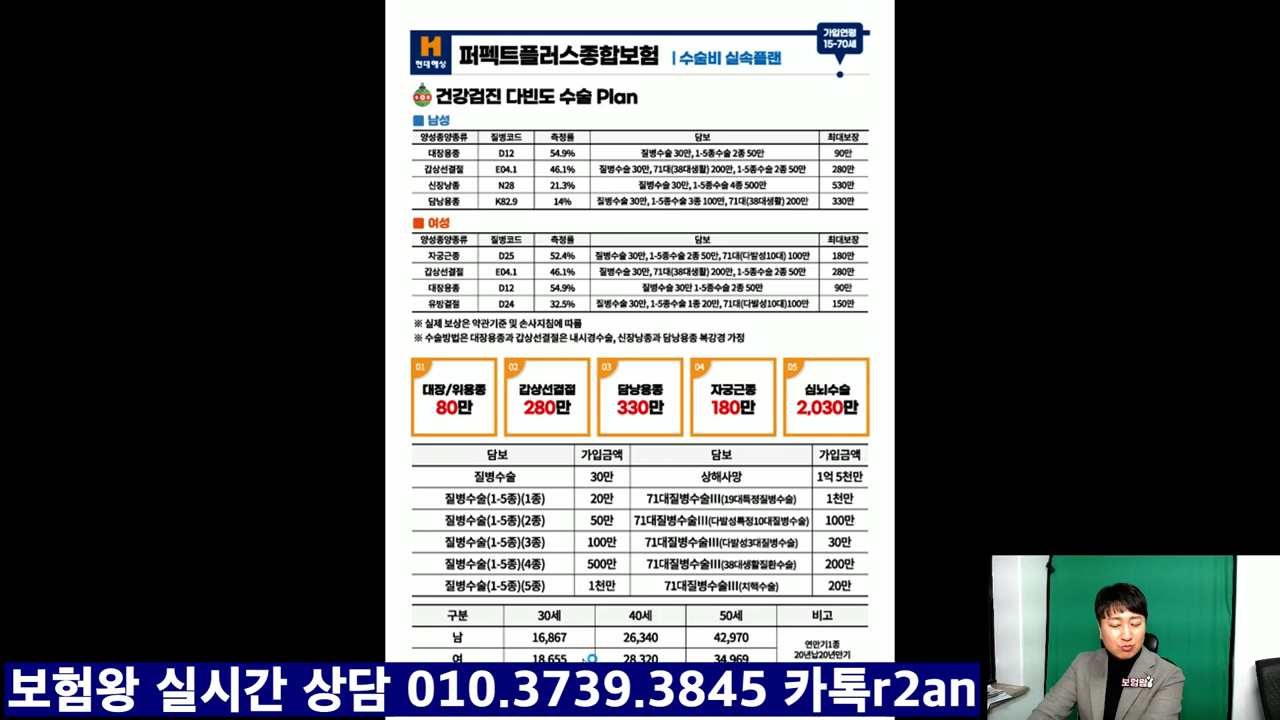 가입연령
15-70세
현대해상
퍼펙트플러스종합보험 | 수술비 실속플랜
건강검진 다빈도 수술 Plan
남성
양성종양종류 질병코드 측정률 담보 최대보장
대장용종 D12 54.9% 질병수술 30만, 1-5종수술 2종 50만 90만
갑상선결절 E04.1 46.1% 질병수술 30만, 71대(38대생활) 200만, 1-5종수술 2종 50만 280만
신장낭종 N28 21.3% 질병수술 30만, 1-5종수술 4종 500만 530만
담낭용종 K82.9 14% 질병수술 30만, 1-5종수술 3종 100만, 71대(38대생활) 200만 330만
여성
양성종양종류 질병코드 측정률 담보 최대보장
자궁근종 D25 52.4% 질병수술 30만, 1-5종수술 2종 50만, 71대(다발성10대) 100만 180만
갑상선결절 E04.1 46.1% 질병수술 30만, 71대(38대생활) 200만, 1-5종수술 2종 50만 280만
대장용종 D12 54.9% 질병수술 30만 1-5종수술 2종 50만 90만
유방결절 D24 32.5% 질병수술 30만, 1-5종수술 1종 20만, 71대(다발성10대)100만 150만
※ 실제 보상은 약관기준 및 손사지침에 따름
※ 수술방법은 대장용종과 갑상선결절은 내시경수술, 신장낭종과 담낭용종 복강경 가정
01 02 03 04 05
대장/위용종 갑상선결절 담낭용종 자궁근종 심뇌수술
80만 280만 330만 180만 2,030만
담보 가입금액 담보 가입금액
질병수술 30만 상해사망 1억 5천만
질병수술(1-5종)(1종) 20만 71대질병수술III(19대특정질병수술) 1천만
질병수술(1-5종)(2종) 50만 71대질병수술III(다발성특정10대질병수술) 100만
질병수술(1-5종)(3종) 100만 71대질병수술III(다발성3대질병수술) 30만
질병수술(1-5종)(4종) 500만 71대질병수술III(38대생활질환수술) 200만
질병수술(1-5종)(5종) 1천만 71대질병수술III(치핵수술) 20만
구분 30세 40세 50세 비고
남 16,867 26,340 42,970 연만기1종
여 18,655 28,320 34,969 20년납20년만기
보험왕 실시간 상담 010.3739.3845 카톡r2an
보험왕